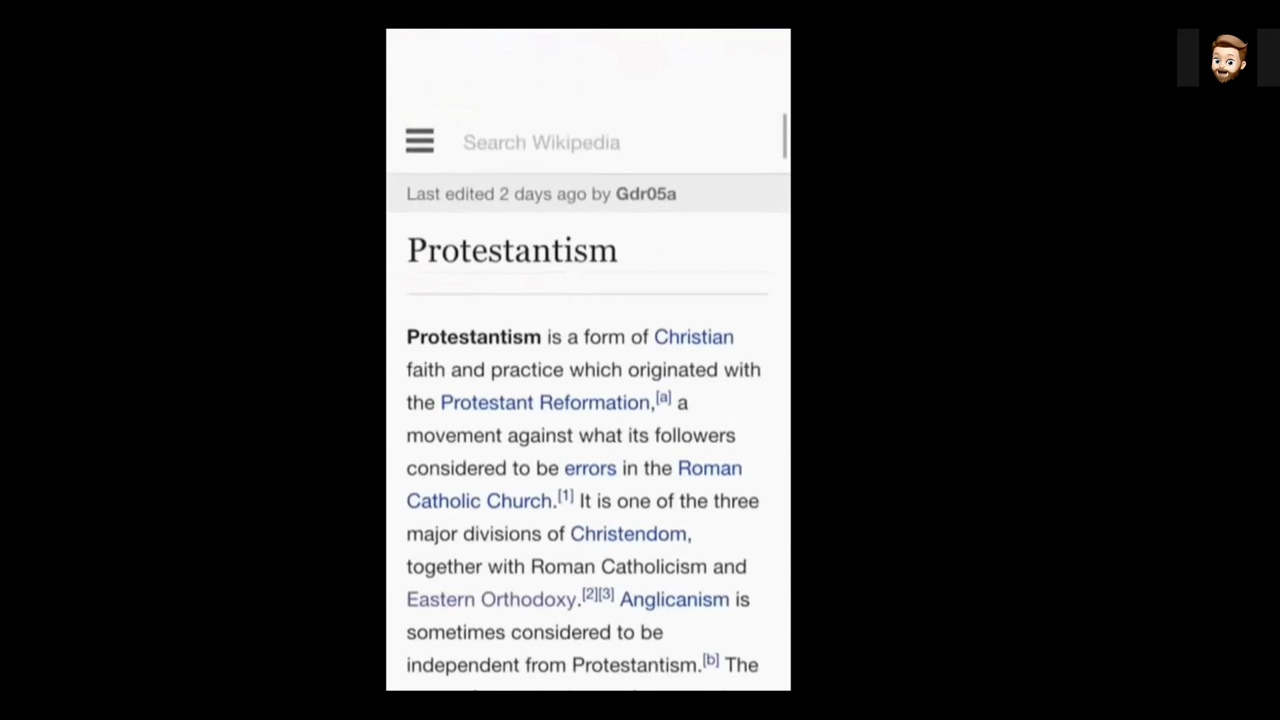 Search Wikipedia
Last edited 2 days ago by Gdr05a
Protestantism
Protestantism is a form of Christian
faith and practice which originated with
the Protestant Reformation,[a] a
movement against what its followers
considered to be errors in the Roman
Catholic Church.[1] It is one of the three
major divisions of Christendom,
together with Roman Catholicism and
Eastern Orthodoxy.[2][3] Anglicanism is
sometimes considered to be
independent from Protestantism.[b] The